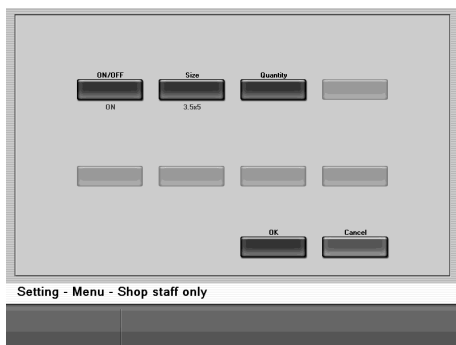 ON/OFF Size Quantity
ON 3.5x5
OK Cancel
Setting - Menu - Shop staff only